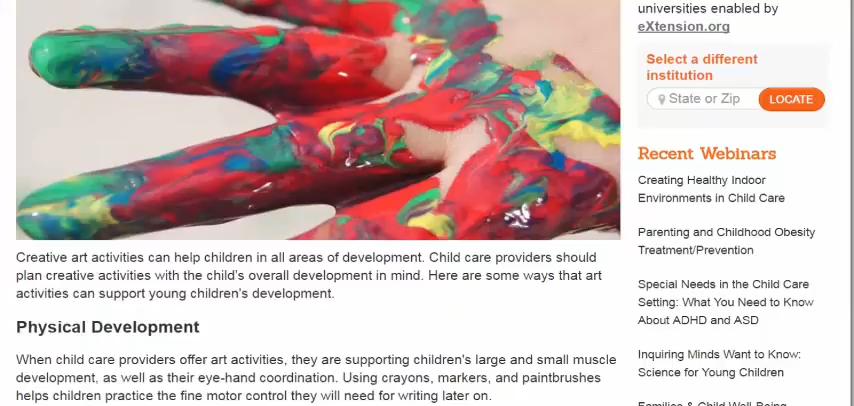 Creative art activities can help children in all areas of development. Child care providers should
plan creative activities with the child's overall development in mind. Here are some ways that art
activities can support young children's development.
Physical Development
When child care providers offer art activities, they are supporting children's large and small muscle
development, as well as their eye-hand coordination. Using crayons, markers, and paintbrushes
helps children practice the fine motor control they will need for writing later on.
universities enabled by
eXtension.org
Select a different
institution
State or Zip
LOCATE
Recent Webinars
Creating Healthy Indoor
Environments in Child Care
Parenting and Childhood Obesity
Treatment/Prevention
Special Needs in the Child Care
Setting: What You Need to Know
About ADHD and ASD
Inquiring Minds Want to Know:
Science for Young Children
Families & Child Well-Being